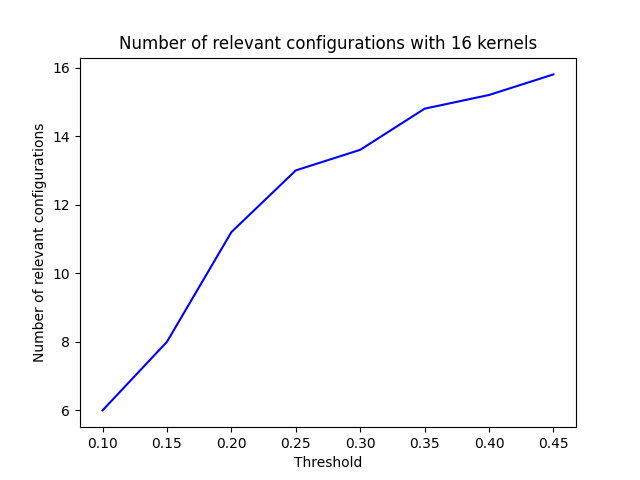 Number of relevant configurations with 16 kernels
Number of relevant configurations
16
14
12
10
8
6
0.10 0.15 0.20 0.25 0.30 0.35 0.40 0.45
Threshold